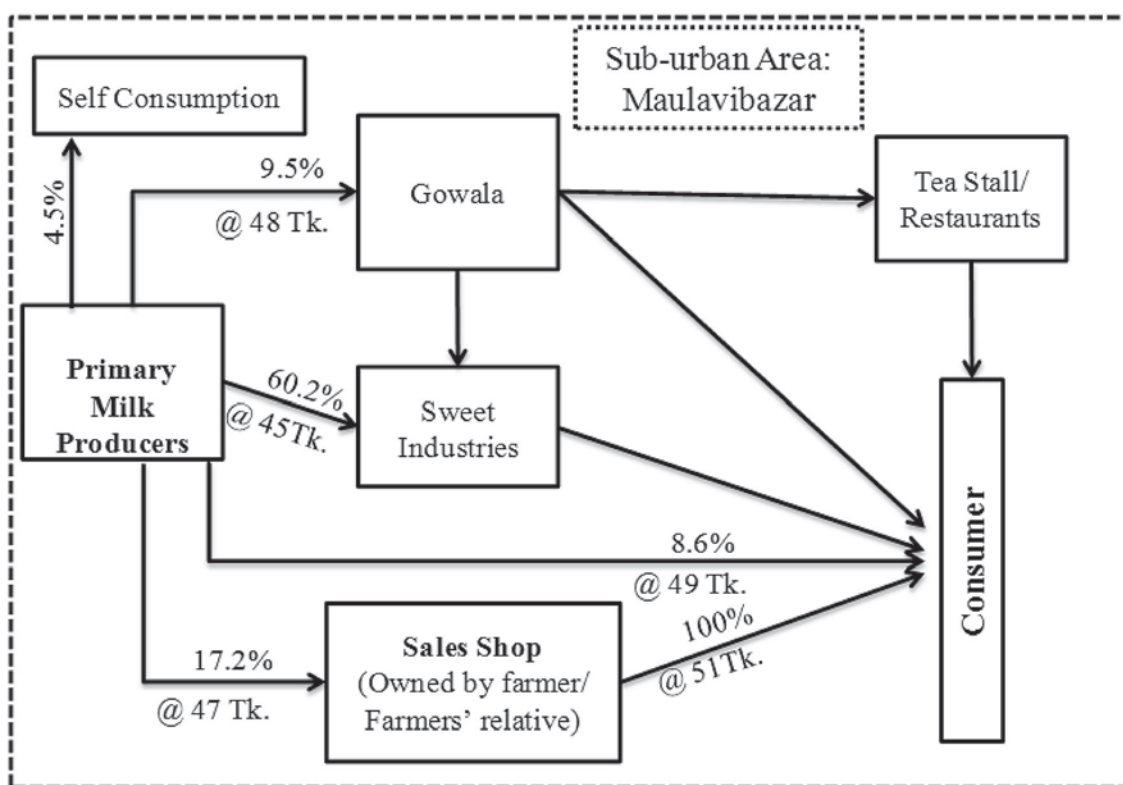 Sub-urban Area:
Maulavibazar
Self Consumption
4.5%
9.5%
@ 48 Tk.
Gowala
Tea Stall/
Restaurants
Primary
Milk
Producers
60.2%
@ 45Tk.
Sweet
Industries
8.6%
@ 49 Tk.
Consumer
17.2%
@ 47 Tk.
Sales Shop
(Owned by farmer/
Farmers’ relative)
100%
@ 51Tk.